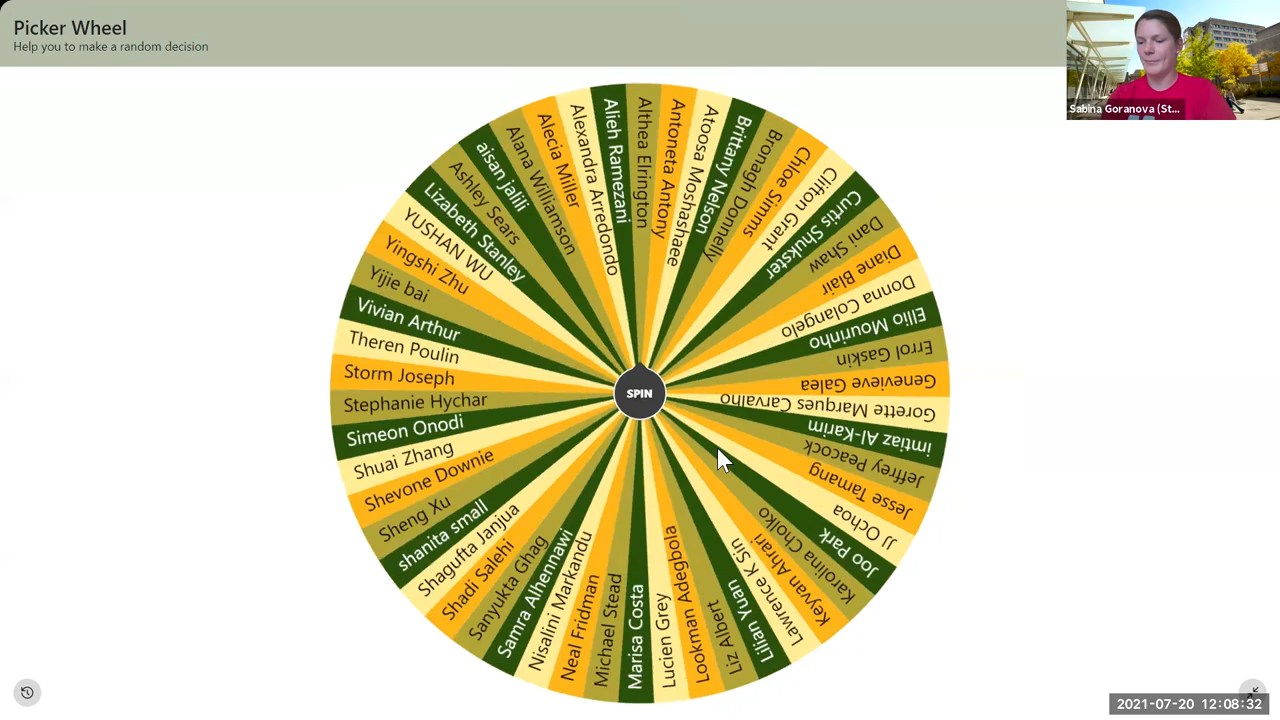 Picker Wheel
Help you to make a random decision
Sabina Goranova (St...
Althea Elrington
Antoneta Antony
Atoosa Moshashaee
Brittany Nelson
Bronagh Donnelly
Chloe Simms
Clifton Grant
Curtis Shukster
Dani Shaw
Diane Blair
Donna Colangelo
Ellio Mourinho
Errol Gaskin
Genevieve Galea
Gorette Marques Carvalho
imtiaz Al-Karim
Jeffrey Peacock
Jesse Tamang
JJ Ochoa
Joo Park
Karolina Cholko
Keyvan Ahrari
Lawrence K Sin
Lilian Yuan
Liz Albert
Lookman Adegbola
Lucien Grey
Marisa Costa
Michael Stead
Neal Fridman
Nisalini Markandu
Samra Alhennawi
Sanyukta Ghag
Shadi Salehi
Shagufta Janjua
shanita small
Sheng Xu
Shevone Downie
Shuai Zhang
Simeon Onodi
Stephanie Hychar
Storm Joseph
Theren Poulin
Vivian Arthur
Yijie bai
Yingshi Zhu
YUSHAN WU
Lizabeth Stanley
Ashley Sears
aisan jalili
Alana Williamson
Alecia Miller
Alexandra Arredondo
Alieh Ramezani
SPIN
2021-07-20 12:08:32